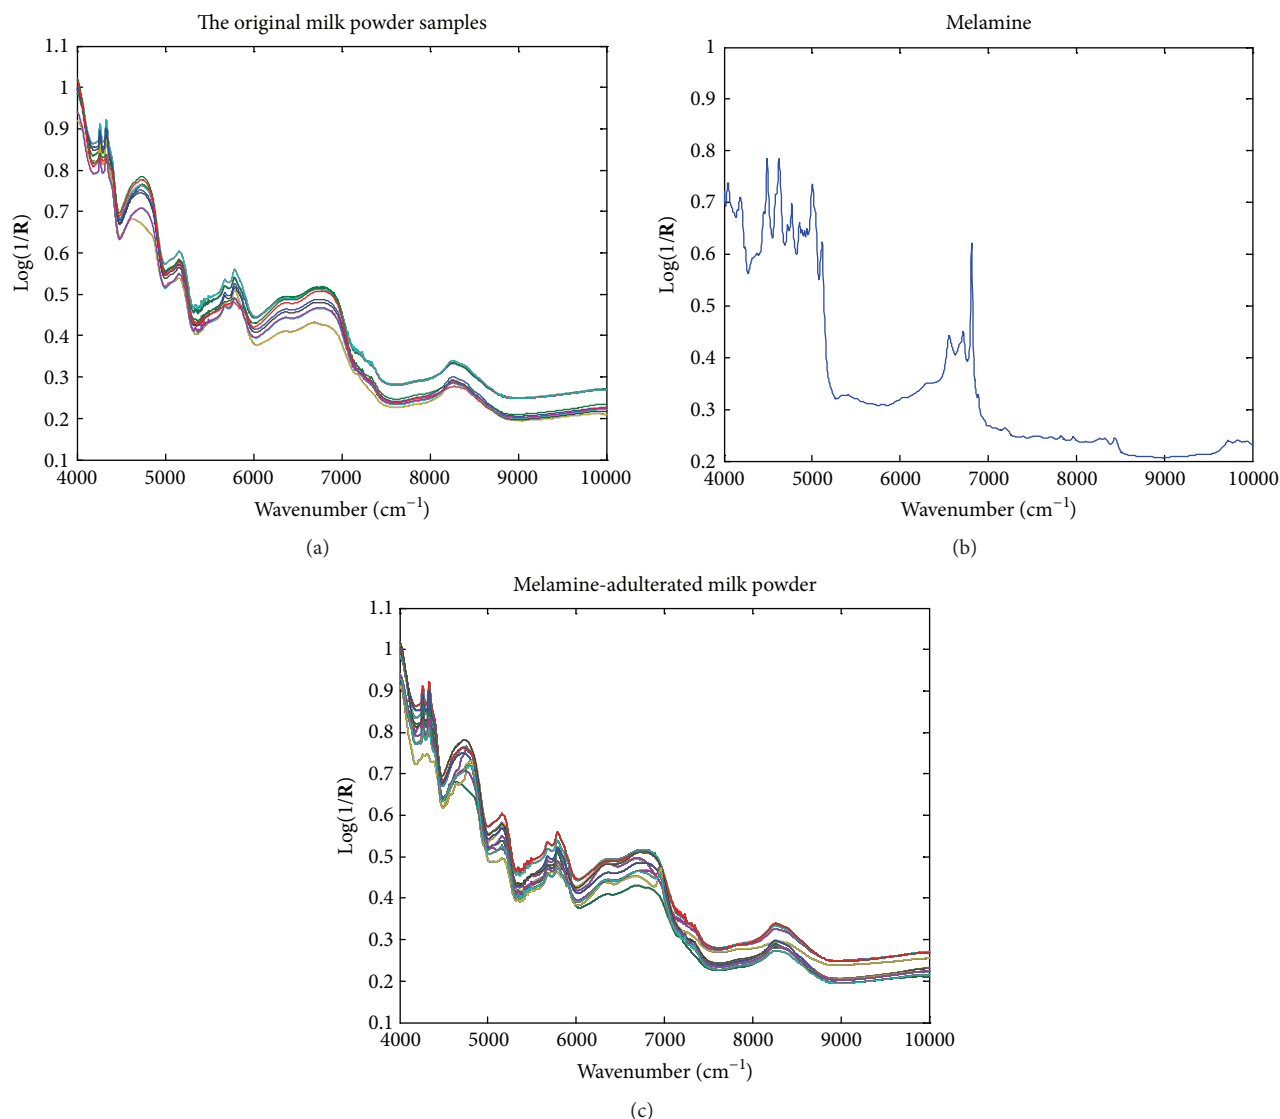 The original milk powder samples
1.1
1
0.9
0.8
0.7
0.6
0.5
0.4
0.3
0.2
0.1
Log(1/R)
4000 5000 6000 7000 8000 9000 10000
Wavenumber (cm⁻¹)
(a)
Melamine
1
0.9
0.8
0.7
0.6
0.5
0.4
0.3
0.2
Log(1/R)
4000 5000 6000 7000 8000 9000 10000
Wavenumber (cm⁻¹)
(b)
Melamine-adulterated milk powder
1.1
1
0.9
0.8
0.7
0.6
0.5
0.4
0.3
0.2
0.1
Log(1/R)
4000 5000 6000 7000 8000 9000 10000
Wavenumber (cm⁻¹)
(c)